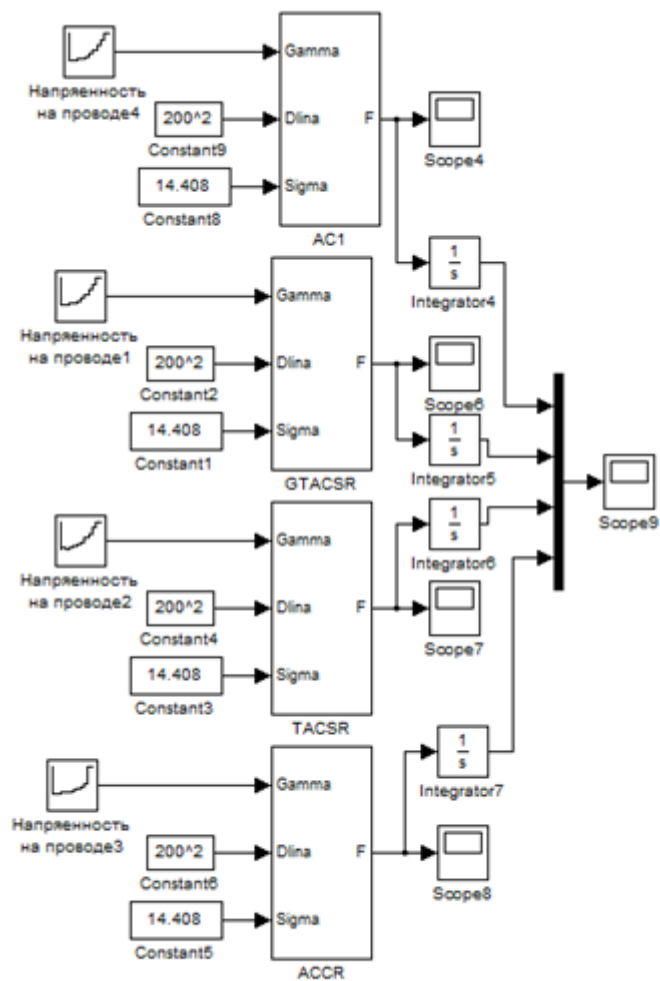 Gamma
Напряенность
на проводе4
200^2
Dlina
F
Constant9
Scope4
14.408
Sigma
Constant8
AC1
1
s
Integrator4
Gamma
Напряенность
на проводе1
200^2
Dlina
F
Constant2
Scope6
14.408
Sigma
1
s
Constant1
Integrator5
GTACSR
Scope9
Gamma
1
s
Напряенность
на проводе2
Integrator6
200^2
Dlina
F
Constant4
Scope7
14.408
Sigma
Constant3
TACSR
1
s
Gamma
Integrator7
Напряенность
на проводе3
200^2
Dlina
F
Constant6
Scope8
14.408
Sigma
Constant5
ACCR